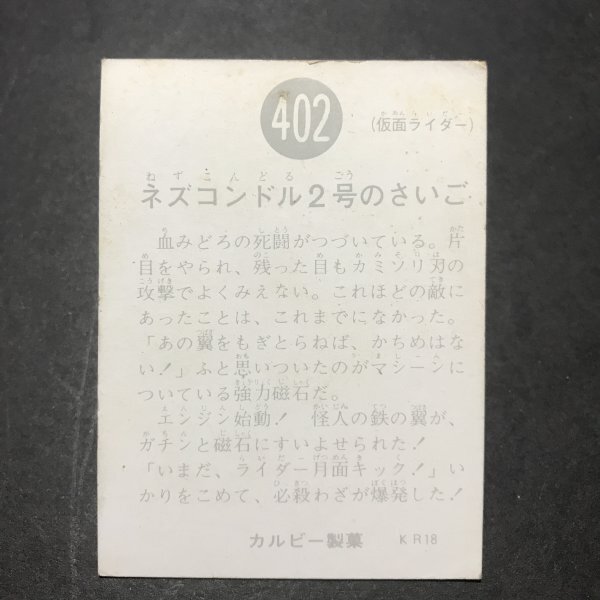 402
(仮面ライダー)
ネズコンドル2号のさいご
血みどろの死闘がつづいている。片
目をやられ、残った目もカミソリ刃の
攻撃でよくみえない。これほどの敵に
あったことは、これまでになかった。
「あの翼をもぎとらねば、かちめはな
い!」ふと思いついたのがマシーンに
ついている強力磁石だ。
エンジン始動! 怪人の鉄の翼が、
ガチンと磁石にすいよせられた!
「いまだ、ライダー月面キック!」い
かりをこめて、必殺わざが爆発した!
カルビー製菓 KR18